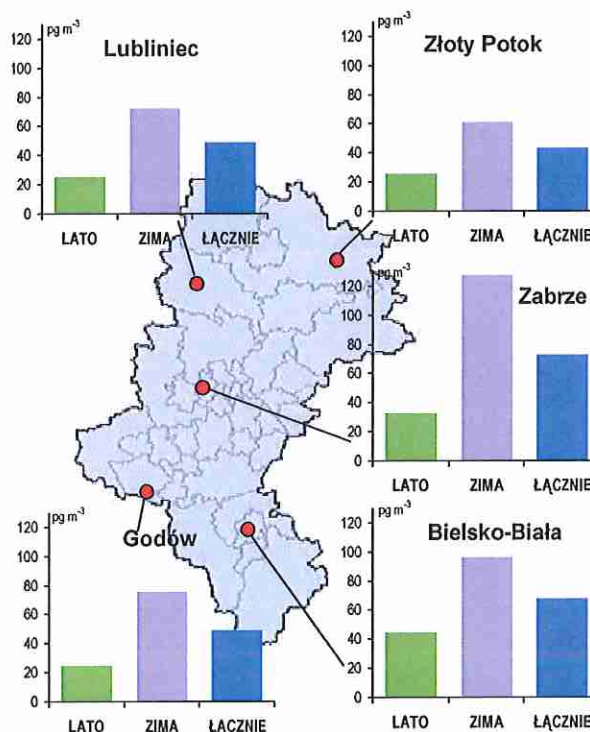 pg m-3
Lubliniec
120
100
80
60
40
20
0
LATO ZIMA ŁĄCZNIE
pg m-3
Złoty Potok
120
100
80
60
40
20
0
LATO ZIMA ŁĄCZNIE
pg m-3
Zabrze
120
100
80
60
40
20
0
LATO ZIMA ŁĄCZNIE
pg m-3
Godów
120
100
80
60
40
20
0
LATO ZIMA ŁACZNIE
pg m-3
Bielsko-Biała
120
100
80
60
40
20
0
LATO ZIMA ŁĄCZNIE